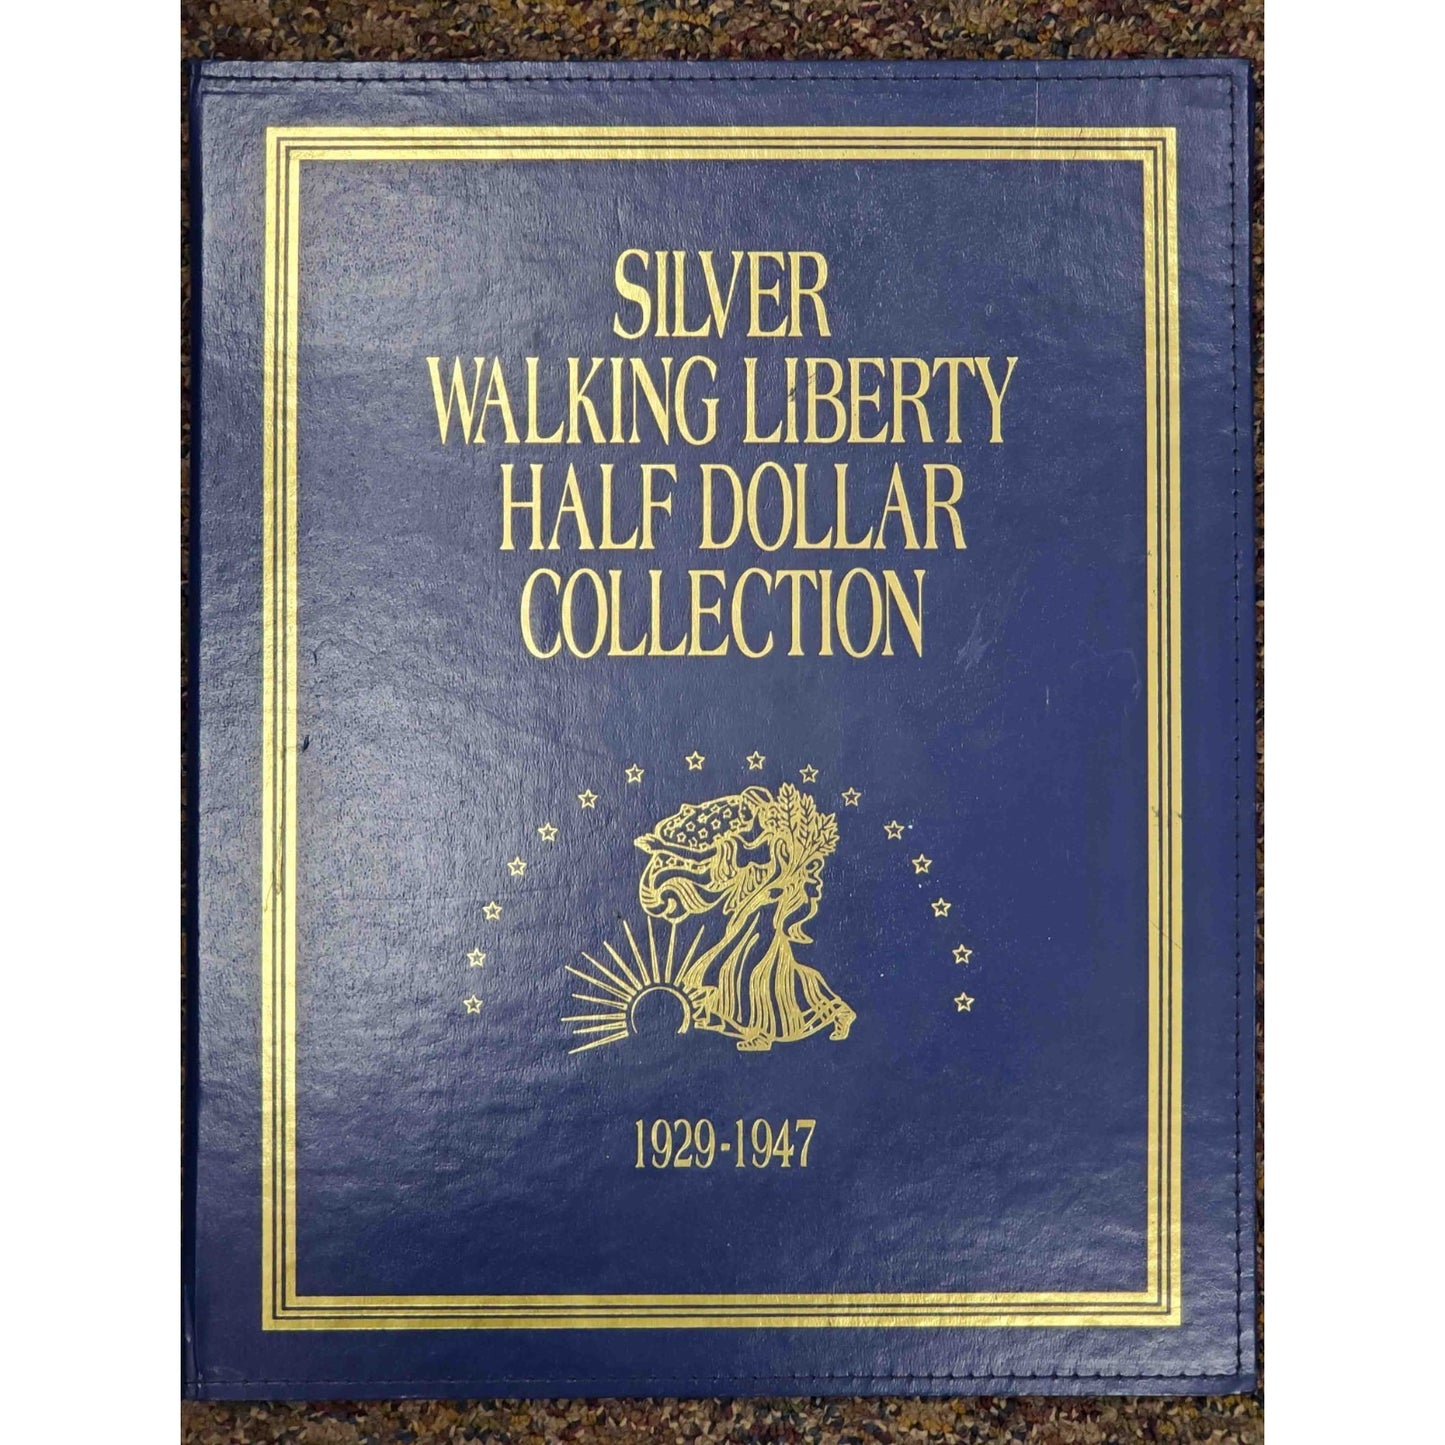 SILVER
WALKING LIBERTY
HALF DOLLAR
COLLECTION
1929-1947